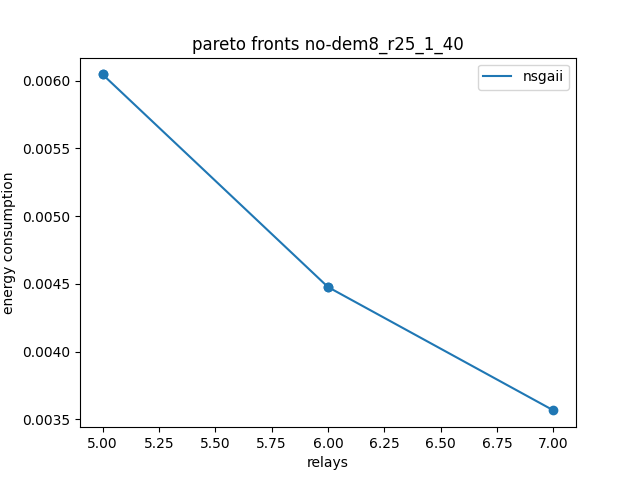 pareto fronts no-dem8_r25_1_40
nsgaii
0.0060
0.0055
0.0050
0.0045
0.0040
0.0035
energy consumption
5.00 5.25 5.50 5.75 6.00 6.25 6.50 6.75 7.00
relays